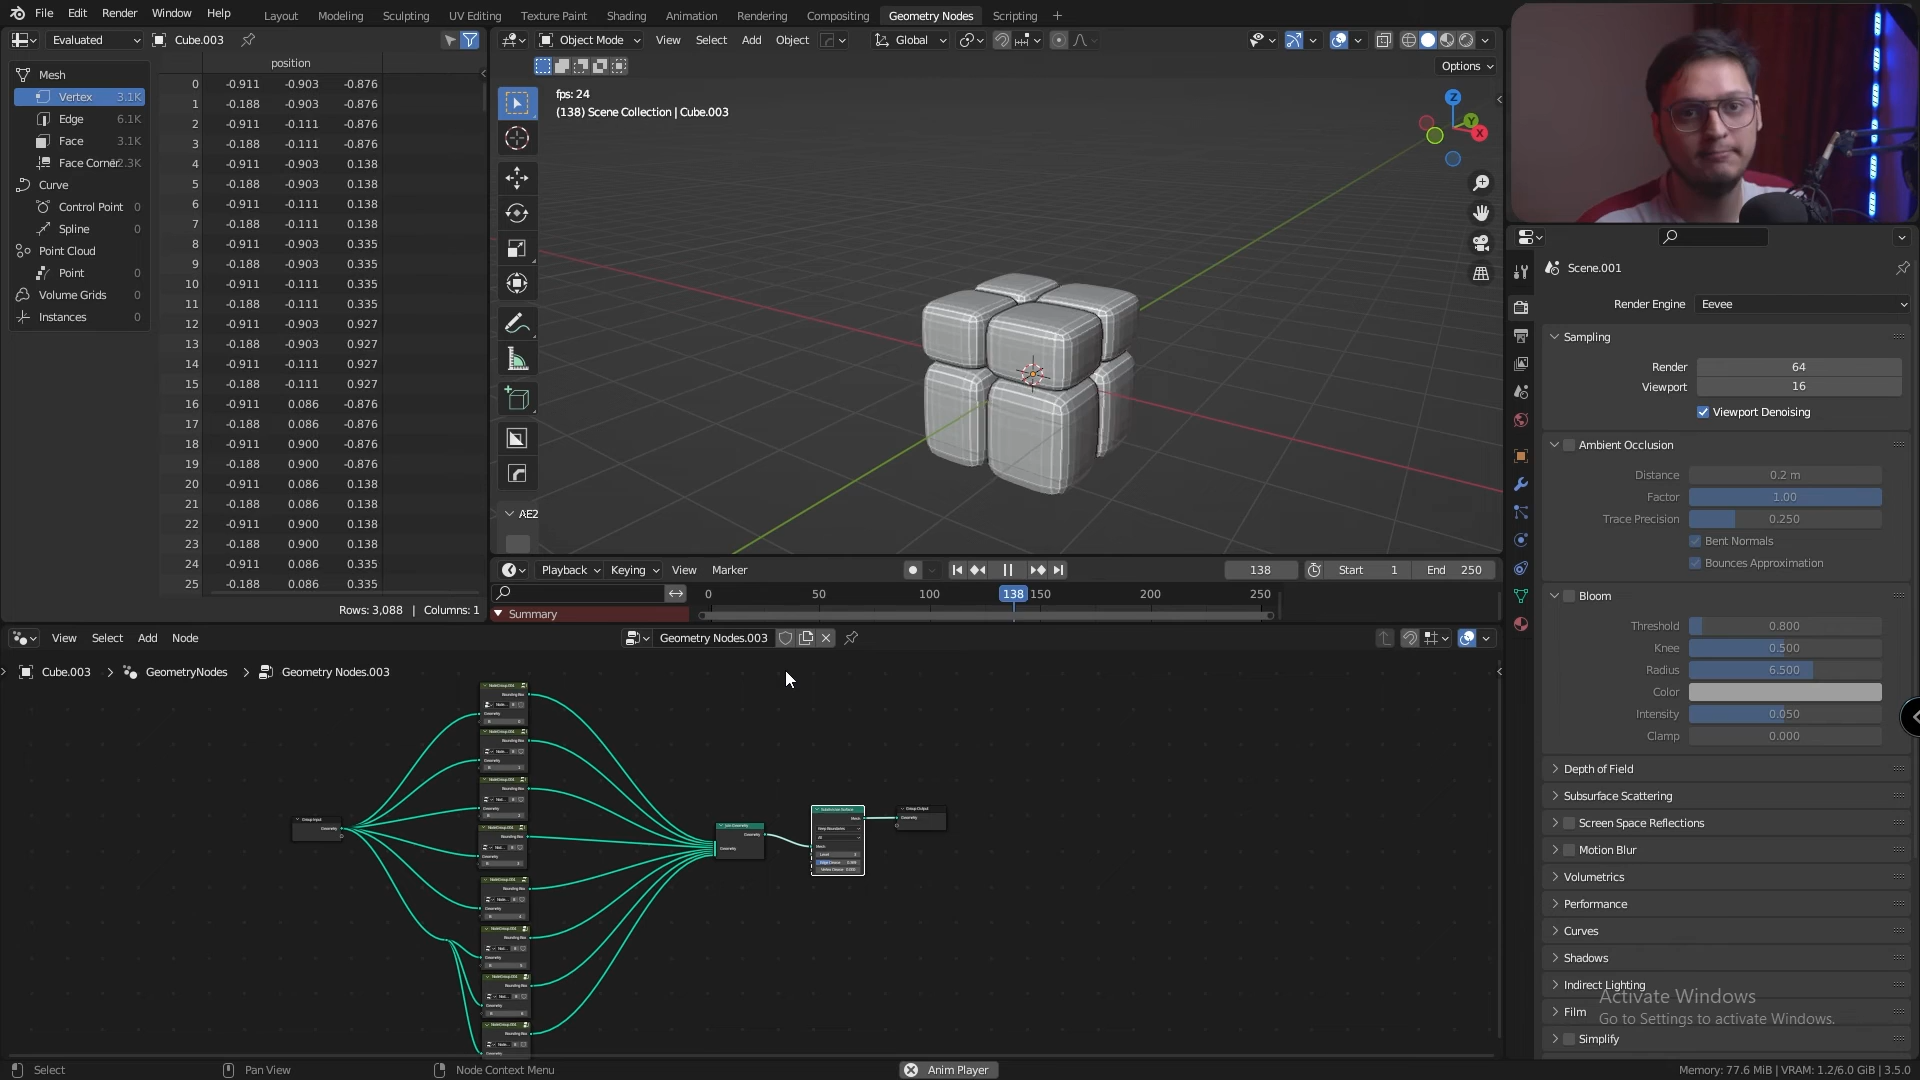 File Edit Render Window Help Layout Modeling Sculpting UV Editing Texture Paint Shading Animation Rendering Compositing Geometry Nodes Scripting +
Evaluated Cube.003
Object Mode View Select Add Object Global
Options
position
Mesh
Vertex 3.1K
Edge 6.1K
Face 3.1K
Face Corner
Curve
Control Point 0
Spline 0
Point Cloud
Point 0
Volume Grids 0
Instances 0
0 -0.911 -0.903 -0.876
1 -0.188 -0.903 -0.876
2 -0.911 -0.111 -0.876
3 -0.188 -0.111 -0.876
4 -0.911 -0.903 0.138
5 -0.188 -0.903 0.138
6 -0.911 -0.111 0.138
7 -0.188 -0.111 0.138
8 -0.911 -0.903 0.335
9 -0.188 -0.903 0.335
10 -0.911 -0.111 0.335
11 -0.188 -0.111 0.335
12 -0.911 -0.903 0.927
13 -0.188 -0.903 0.927
14 -0.911 -0.111 0.927
15 -0.188 -0.111 0.927
16 -0.911 0.086 -0.876
17 -0.188 0.086 -0.876
18 -0.911 0.900 -0.876
19 -0.188 0.900 -0.876
20 -0.911 0.086 0.138
21 -0.188 0.086 0.138
22 -0.911 0.900 0.138
23 -0.188 0.900 0.138
24 -0.911 0.086 0.335
25 -0.188 0.086 0.335
Rows: 3,088 | Columns: 1
fps: 24
(138) Scene Collection | Cube.003
Z
Y
X
AE2
Playback Keying View Marker 138 Start 1 End 250
0 50 100 138 150 200 250
Summary
View Select Add Node Geometry Nodes.003
Cube.003 > GeometryNodes > Geometry Nodes.003
Group Input
Geometry
Join Geometry
Geometry
Geometry
Subdivision Surface
Mesh
Group Output
Geometry
Scene.001
Render Engine Eevee
Sampling
Render 64
Viewport 16
Viewport Denoising
Ambient Occlusion
Distance 0.2 m
Factor 1.00
Trace Precision 0.250
Bent Normals
Bounces Approximation
Bloom
Threshold 0.800
Knee 0.500
Radius 6.500
Color
Intensity 0.050
Clamp 0.000
Depth of Field
Subsurface Scattering
Screen Space Reflections
Motion Blur
Volumetrics
Performance
Curves
Shadows
Indirect Lighting
Film
Simplify
Activate Windows
Go to Settings to activate Windows.
Select Pan View Node Context Menu Anim Player Memory: 77.6 MiB | VRAM: 1.2/6.0 GiB | 3.5.0